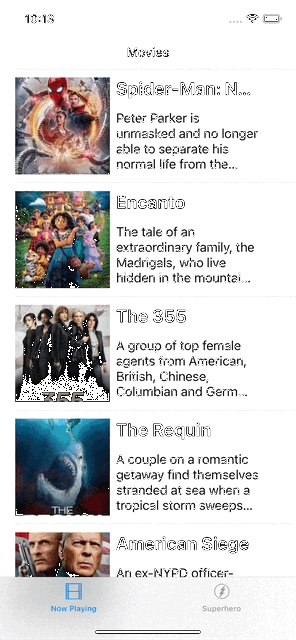 18:13
Movies
Spider-Man: N...
Peter Parker is
unmasked and no longer
able to separate his
normal life from the...
Encanto
The tale of an
extraordinary family, the
Madrigals, who live
hidden in the mountai...
The 355
A group of top female
agents from American,
British, Chinese,
Columbian and Germ...
355
The Requin
A couple on a romantic
getaway find themselves
stranded at sea when a
tropical storm sweeps...
THE
American Siege
An ex-NYPD officer-
Now Playing
Superhero